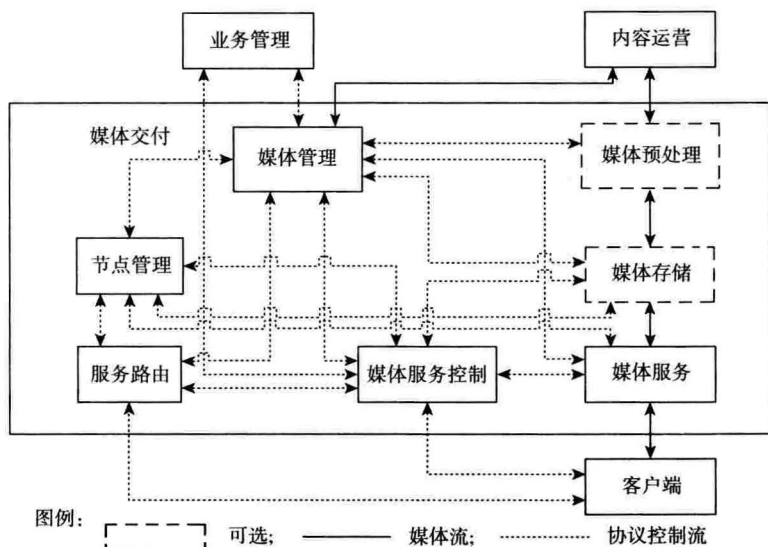 业务管理
内容运营
媒体交付
媒体管理
媒体预处理
节点管理
媒体存储
服务路由
媒体服务控制
媒体服务
客户端
图例：
可选; 媒体流; 协议控制流